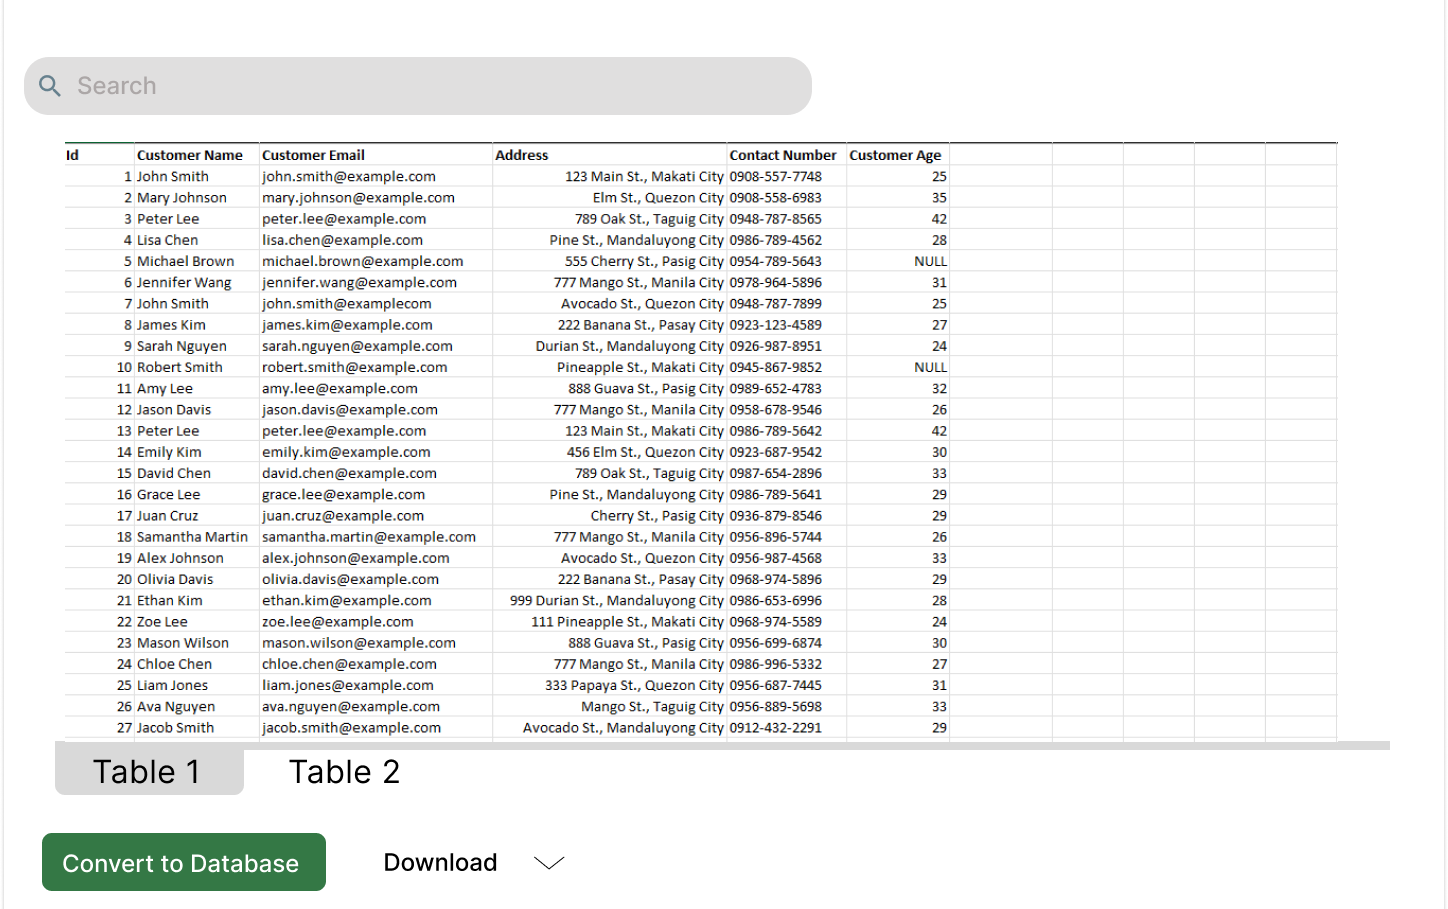 Search
Id Customer Name Customer Email Address Contact Number Customer Age
1 John Smith john.smith@example.com 123 Main St., Makati City 0908-557-7748 25
2 Mary Johnson mary.johnson@example.com Elm St., Quezon City 0908-558-6983 35
3 Peter Lee peter.lee@example.com 789 Oak St., Taguig City 0948-787-8565 42
4 Lisa Chen lisa.chen@example.com Pine St., Mandaluyong City 0986-789-4562 28
5 Michael Brown michael.brown@example.com 555 Cherry St., Pasig City 0954-789-5643 NULL
6 Jennifer Wang jennifer.wang@example.com 777 Mango St., Manila City 0978-964-5896 31
7 John Smith john.smith@examplecom Avocado St., Quezon City 0948-787-7899 25
8 James Kim james.kim@example.com 222 Banana St., Pasay City 0923-123-4589 27
9 Sarah Nguyen sarah.nguyen@example.com Durian St., Mandaluyong City 0926-987-8951 24
10 Robert Smith robert.smith@example.com Pineapple St., Makati City 0945-867-9852 NULL
11 Amy Lee amy.lee@example.com 888 Guava St., Pasig City 0989-652-4783 32
12 Jason Davis jason.davis@example.com 777 Mango St., Manila City 0958-678-9546 26
13 Peter Lee peter.lee@example.com 123 Main St., Makati City 0986-789-5642 42
14 Emily Kim emily.kim@example.com 456 Elm St., Quezon City 0923-687-9542 30
15 David Chen david.chen@example.com 789 Oak St., Taguig City 0987-654-2896 33
16 Grace Lee grace.lee@example.com Pine St., Mandaluyong City 0986-789-5641 29
17 Juan Cruz juan.cruz@example.com Cherry St., Pasig City 0936-879-8546 29
18 Samantha Martin samantha.martin@example.com 777 Mango St., Manila City 0956-896-5744 26
19 Alex Johnson alex.johnson@example.com Avocado St., Quezon City 0956-987-4568 33
20 Olivia Davis olivia.davis@example.com 222 Banana St., Pasay City 0968-974-5896 29
21 Ethan Kim ethan.kim@example.com 999 Durian St., Mandaluyong City 0986-653-6996 28
22 Zoe Lee zoe.lee@example.com 111 Pineapple St., Makati City 0968-974-5589 24
23 Mason Wilson mason.wilson@example.com 888 Guava St., Pasig City 0956-699-6874 30
24 Chloe Chen chloe.chen@example.com 777 Mango St., Manila City 0986-996-5332 27
25 Liam Jones liam.jones@example.com 333 Papaya St., Quezon City 0956-687-7445 31
26 Ava Nguyen ava.nguyen@example.com Mango St., Taguig City 0956-889-5698 33
27 Jacob Smith jacob.smith@example.com Avocado St., Mandaluyong City 0912-432-2291 29
Table 1 Table 2
Convert to Database Download